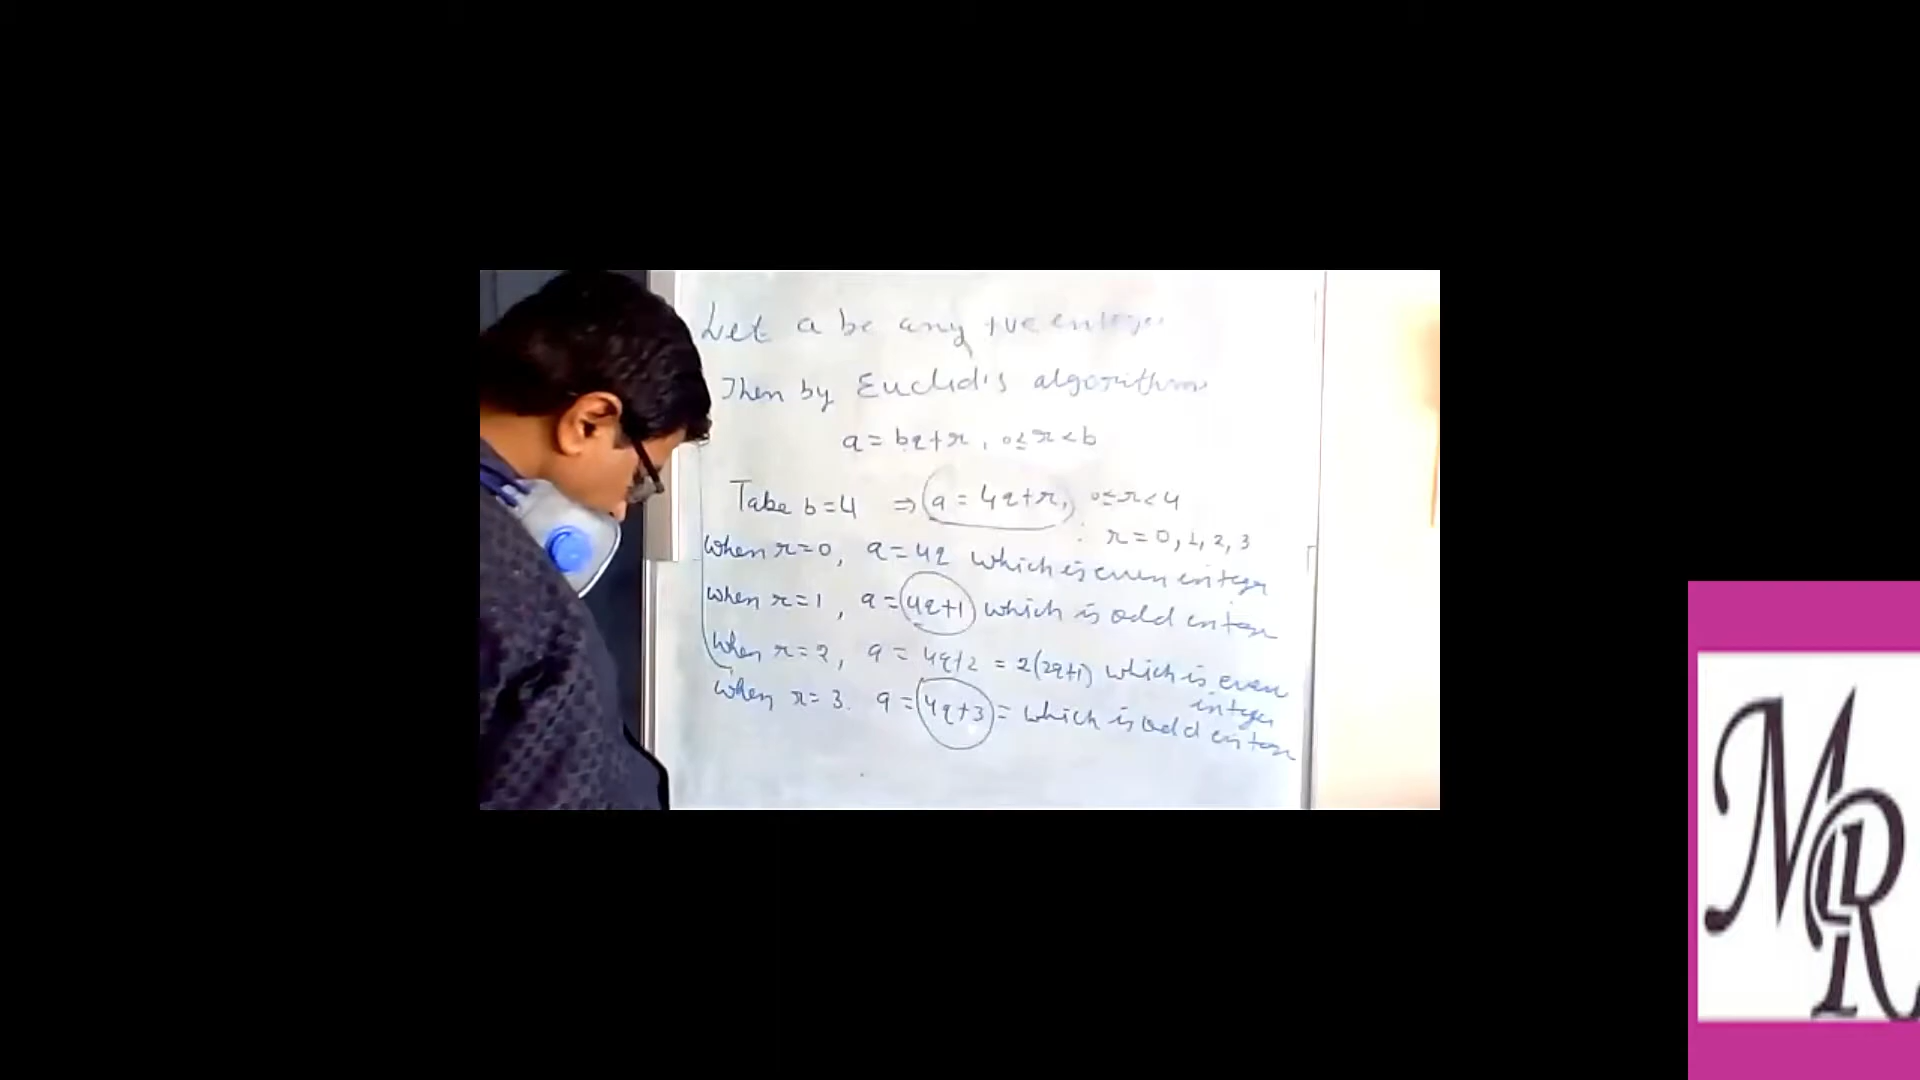 Let a be any +ve integer
Then by Euclid's algorithm
a = bq+r, 0≤r<b
Take b=4 ⇒ a = 4q+r, 0≤r<4
: r = 0, 1, 2, 3
When r=0, a=4q which is even integer
when r=1, a=4q+1 which is odd integer
When r=2, a = 4q+2 = 2(2q+1) which is even
integer
when r=3. a=4q+3 = which is odd integer
MR